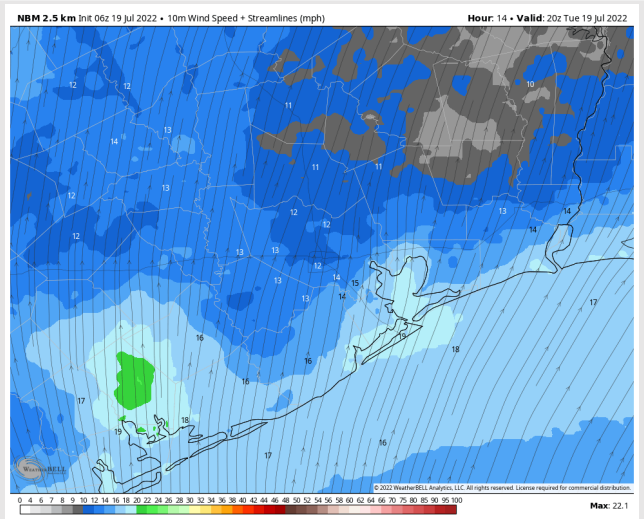 NBM 2.5 km Init 06z 19 Jul 2022 • 10m Wind Speed + Streamlines (mph) Hour: 14 • Valid: 20z Tue 19 Jul 2022
12 12 10
11
13
14 13
11 11
13
12 12 13 14
12 14
12
13 13
12
13 14
15
13 14 17
16 19
18
16
16
17
18
19 16
17
WeatherBELL
© 2022 WeatherBELL Analytics, LLC. All rights reserved. License required for commercial distribution.
0 4 6 7 8 9 10 12 14 16 18 20 22 24 26 28 30 32 34 36 38 40 42 44 46 48 50 52 54 56 58 60 62 64 66 70 75 80 85 90 95 100
Max: 22.1